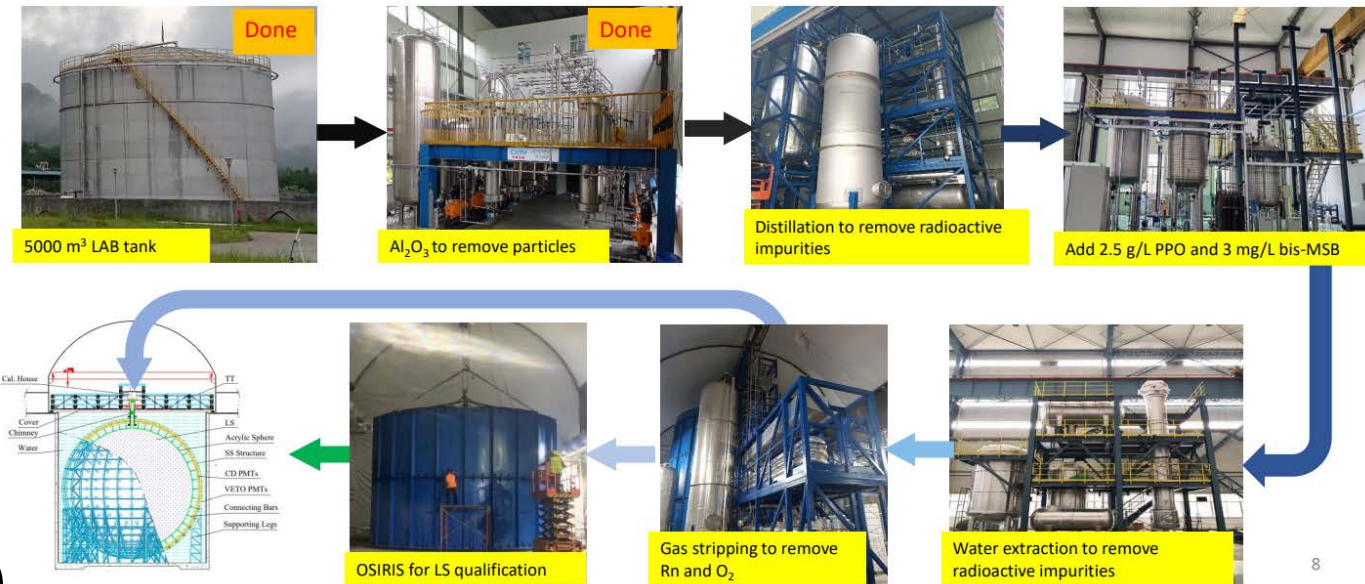 Done
Done
5000 m³ LAB tank
Al₂O₃ to remove particles
Distillation to remove radioactive
impurities
Add 2.5 g/L PPO and 3 mg/L bis-MSB
Cal. House
TT
Cover
Chimney
Water
LS
Acrylic Sphere
SS Structure
CD PMTs
VETO PMTs
Connecting Bars
Supporting Legs
OSIRIS for LS qualification
Gas stripping to remove
Rn and O₂
Water extraction to remove
radioactive impurities
8